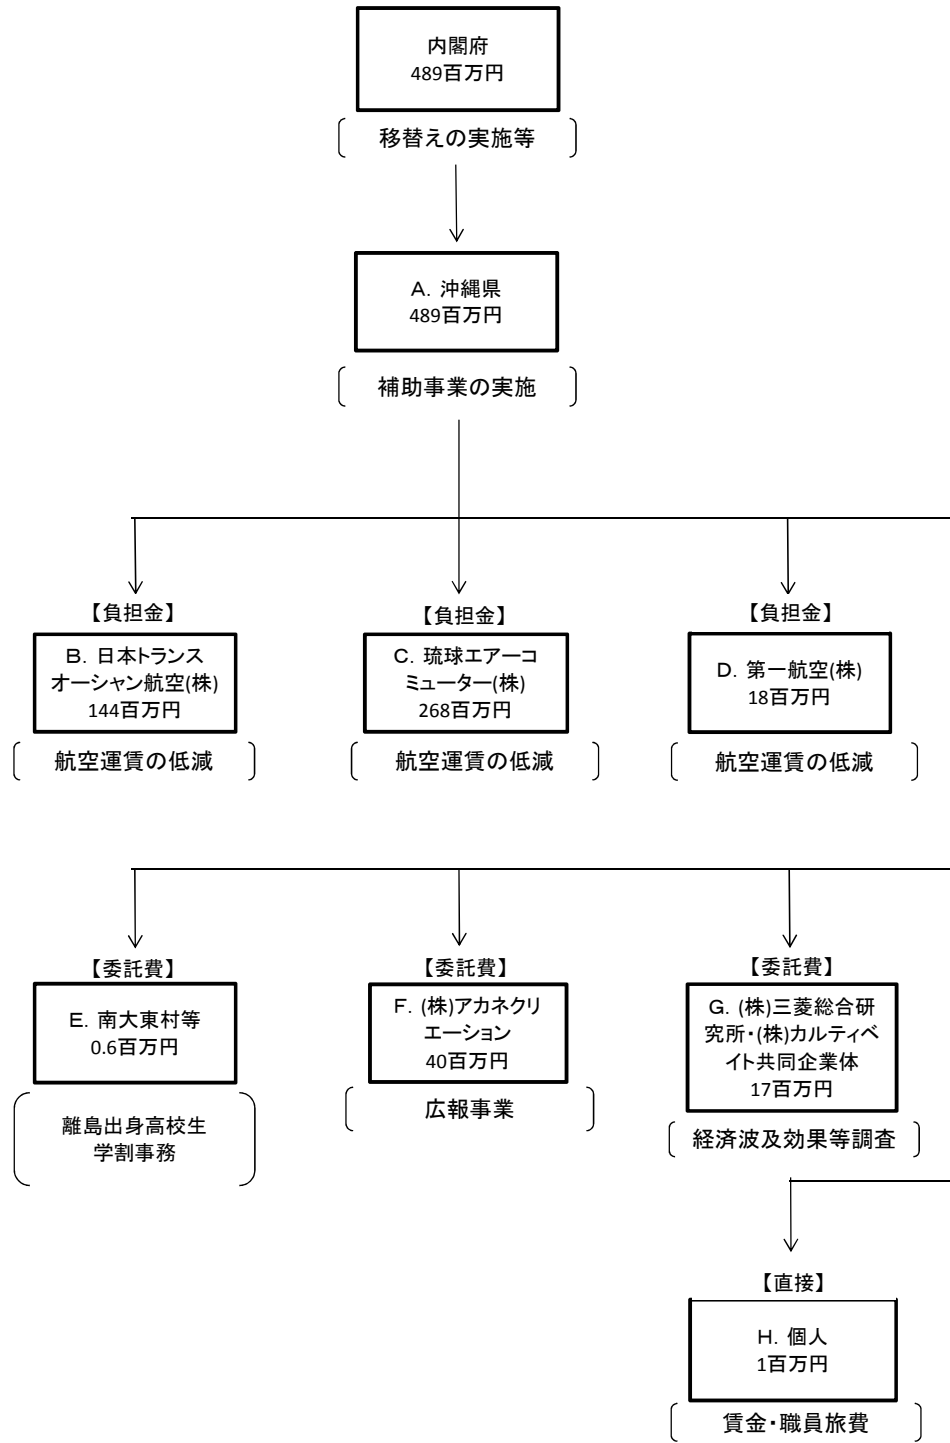 内閣府
489百万円
移替えの実施等
A. 沖縄県
489百万円
補助事業の実施
【負担金】
B. 日本トランス
オーシャン航空(株)
144百万円
航空運賃の低減
【負担金】
C. 琉球エアーコ
ミューター(株)
268百万円
航空運賃の低減
【負担金】
D. 第一航空(株)
18百万円
航空運賃の低減
【委託費】
E. 南大東村等
0.6百万円
離島出身高校生
学割事務
【委託費】
F. (株)アカネクリ
エーション
40百万円
広報事業
【委託費】
G. (株)三菱総合研
究所・(株)カルティベ
イト共同企業体
17百万円
経済波及効果等調査
【直接】
H. 個人
1百万円
賃金・職員旅費